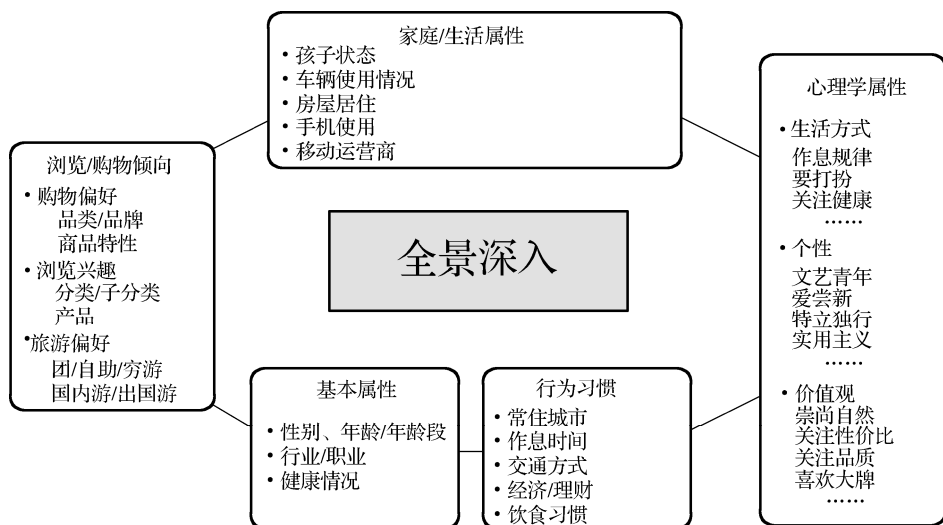 家庭/生活属性
• 孩子状态
• 车辆使用情况
• 房屋居住
• 手机使用
• 移动运营商
浏览/购物倾向
• 购物偏好
品类/品牌
商品特性
• 浏览兴趣
分类/子分类
产品
•旅游偏好
团/自助/穷游
国内游/出国游
全景深入
基本属性
• 性别、年龄/年龄段
• 行业/职业
• 健康情况
行为习惯
• 常住城市
• 作息时间
• 交通方式
• 经济/理财
• 饮食习惯
心理学属性
• 生活方式
作息规律
要打扮
关注健康
……
• 个性
文艺青年
爱尝新
特立独行
实用主义
……
• 价值观
崇尚自然
关注性价比
关注品质
喜欢大牌
……